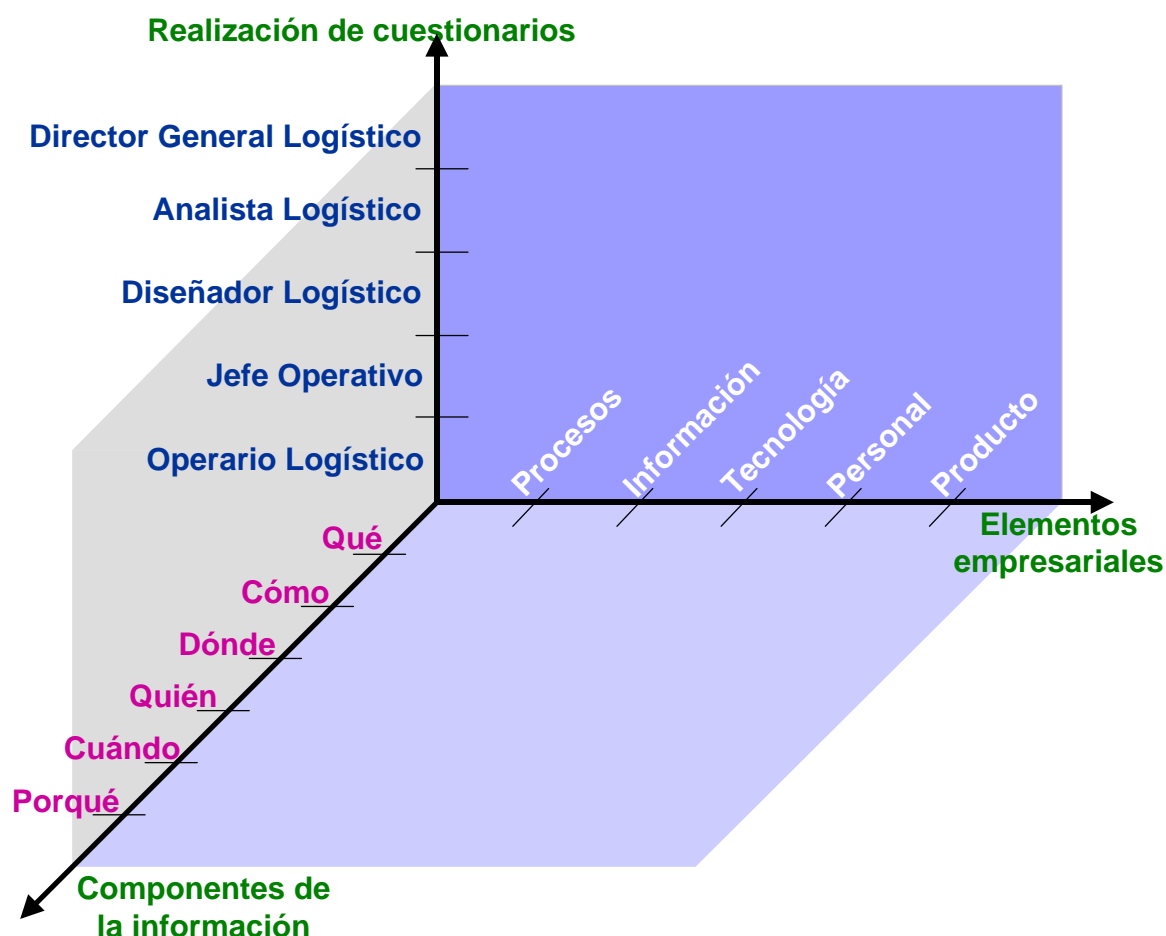 Realización de cuestionarios
Director General Logístico
Analista Logístico
Diseñador Logístico
Jefe Operativo
Operario Logístico
Procesos
Información
Tecnología
Personal
Producto
Elementos
empresariales
Qué
Cómo
Dónde
Quién
Cuándo
Porqué
Componentes de
la información